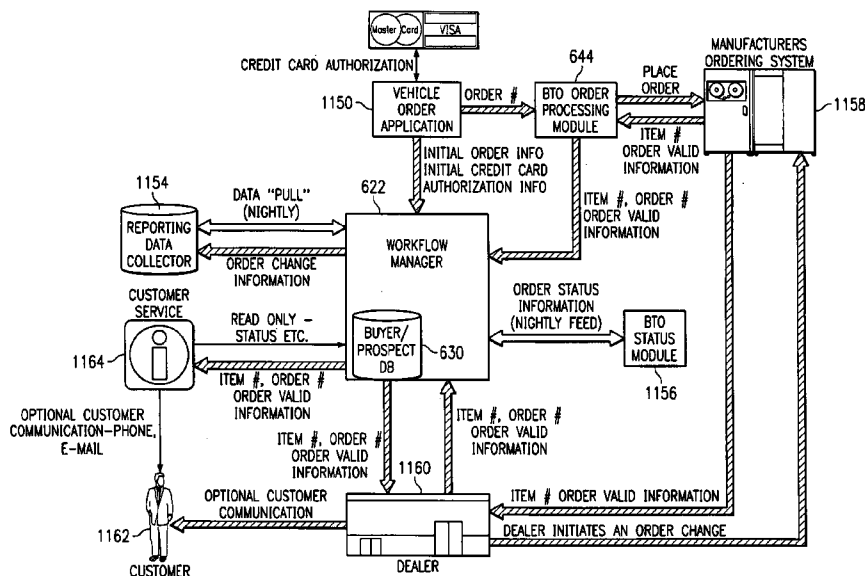 Master Card VISA
CREDIT CARD AUTHORIZATION
1150
VEHICLE
ORDER
APPLICATION
ORDER #
644
BTO ORDER
PROCESSING
MODULE
PLACE
ORDER
ITEM #
ORDER VALID
INFORMATION
MANUFACTURERS
ORDERING SYSTEM
1158
INITIAL ORDER INFO
INITIAL CREDIT CARD
AUTHORIZATION INFO
1154
REPORTING
DATA
COLLECTOR
DATA "PULL"
(NIGHTLY)
ORDER CHANGE
INFORMATION
622
WORKFLOW
MANAGER
ITEM #, ORDER #
ORDER VALID
INFORMATION
CUSTOMER
SERVICE
1164
READ ONLY -
STATUS ETC.
ITEM #, ORDER #
ORDER VALID
INFORMATION
BUYER/
PROSPECT
DB
630
ORDER STATUS
INFORMATION
(NIGHTLY FEED)
BTO
STATUS
MODULE
1156
OPTIONAL CUSTOMER
COMMUNICATION-PHONE,
E-MAIL
ITEM #, ORDER #
ORDER VALID
INFORMATION
ITEM #, ORDER #
ORDER VALID
INFORMATION
1160
OPTIONAL CUSTOMER
COMMUNICATION
ITEM # ORDER VALID INFORMATION
DEALER INITIATES AN ORDER CHANGE
1162
CUSTOMER
DEALER